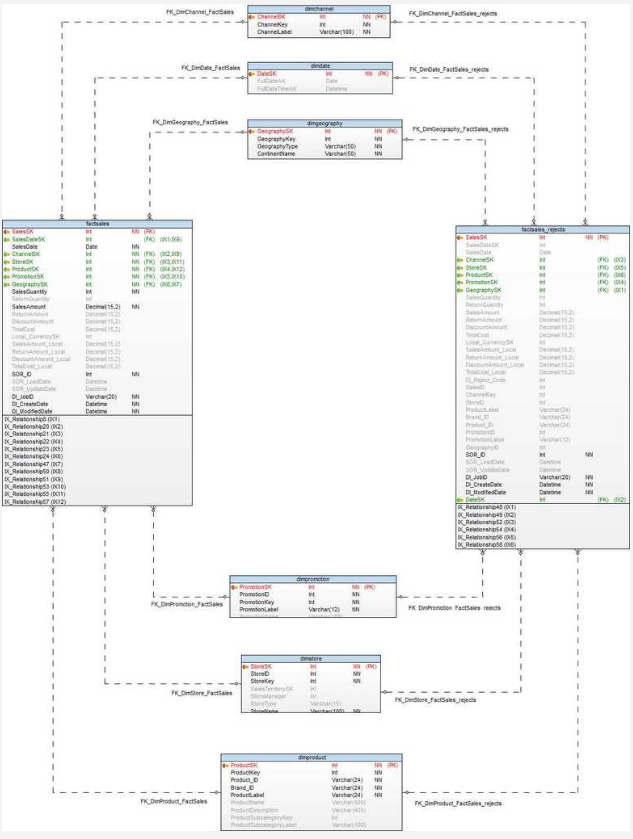 dimchannel
ChannelSK Int NN (PK)
ChannelKey Int NN
ChannelLabel Varchar(100) NN
FK_DimChannel_FactSales
FK_DimChannel_FactSales_rejects
dimdate
DateSK Int NN (PK)
FullDateAK Date
FullDateTimeAK Datetime
FK_DimDate_FactSales
FK_DimDate_FactSales_rejects
dimgeography
GeographySK Int NN (PK)
GeographyKey Int NN
GeographyType Varchar(50) NN
ContinentName Varchar(50) NN
FK_DimGeography_FactSales
FK_DimGeography_FactSales_rejects
factsales
SalesSK Int NN (PK)
SalesDateSK Int (FK) (IX1,IX8)
SalesDate Date NN
ChannelSK Int NN (FK) (IX2,IX9)
StoreSK Int NN (FK) (IX3,IX11)
ProductSK Int NN (FK) (IX4,IX12)
PromotionSK Int NN (FK) (IX5,IX10)
GeographySK Int NN (FK) (IX6,IX7)
SalesQuantity Int NN
ReturnQuantity Int
SalesAmount Decimal(15,2) NN
ReturnAmount Decimal(15,2)
DiscountAmount Decimal(15,2)
TotalCost Decimal(15,2)
Local_CurrencySK Int
SalesAmount_Local Decimal(15,2)
ReturnAmount_Local Decimal(15,2)
DiscountAmount_Local Decimal(15,2)
TotalCost_Local Decimal(15,2)
SOR_ID Int NN
SOR_LoadDate Datetime
SOR_UpdateDate Datetime
DI_JobID Varchar(20) NN
DI_CreateDate Datetime NN
DI_ModifiedDate Datetime NN
IX_Relationship8 (IX1)
IX_Relationship20 (IX2)
IX_Relationship21 (IX3)
IX_Relationship22 (IX4)
IX_Relationship23 (IX5)
IX_Relationship24 (IX6)
IX_Relationship47 (IX7)
IX_Relationship50 (IX8)
IX_Relationship51 (IX9)
IX_Relationship53 (IX10)
IX_Relationship55 (IX11)
IX_Relationship57 (IX12)
factsales_rejects
SalesSK Int NN (PK)
SalesDateSK Int
SalesDate Date
ChannelSK Int (FK) (IX3)
StoreSK Int (FK) (IX5)
ProductSK Int (FK) (IX6)
PromotionSK Int (FK) (IX4)
GeographySK Int (FK) (IX1)
SalesQuantity Int
ReturnQuantity Int
SalesAmount Decimal(15,2)
ReturnAmount Decimal(15,2)
DiscountAmount Decimal(15,2)
TotalCost Decimal(15,2)
Local_CurrencySK Int
SalesAmount_Local Decimal(15,2)
ReturnAmount_Local Decimal(15,2)
DiscountAmount_Local Decimal(15,2)
TotalCost_Local Decimal(15,2)
DI_Reject_Code Int
SalesID Int
ChannelKey Int
StoreID Int
ProductLabel Varchar(24)
Brand_ID Varchar(24)
Product_ID Varchar(24)
PromotionID Int
PromotionLabel Varchar(12)
GeographyID Int
SOR_ID Int NN
SOR_LoadDate Datetime
SOR_UpdateDate Datetime
DI_JobID Varchar(20) NN
DI_CreateDate Datetime NN
DI_ModifiedDate Datetime NN
DateSK Int (FK) (IX2)
IX_Relationship48 (IX1)
IX_Relationship49 (IX2)
IX_Relationship52 (IX3)
IX_Relationship54 (IX4)
IX_Relationship56 (IX5)
IX_Relationship58 (IX6)
dimpromotion
PromotionSK Int NN (PK)
PromotionID Int NN
PromotionKey Int NN
PromotionLabel Varchar(12) NN
FK_DimPromotion_FactSales
FK_DimPromotion_FactSales_rejects
dimstore
StoreSK Int NN (PK)
StoreID Int NN
StoreKey Int NN
SalesTerritorySK Int
StoreManager Int
StoreType Varchar(15)
StoreName Varchar(100) NN
FK_DimStore_FactSales
FK_DimStore_FactSales_rejects
dimproduct
ProductSK Int NN (PK)
ProductKey Int NN
Product_ID Varchar(24) NN
Brand_ID Varchar(24) NN
ProductLabel Varchar(24) NN
ProductName Varchar(500)
ProductDescription Varchar(400)
ProductSubcategoryKey Int
ProductSubcategoryLabel Varchar(100)
FK_DimProduct_FactSales
FK_DimProduct_FactSales_rejects